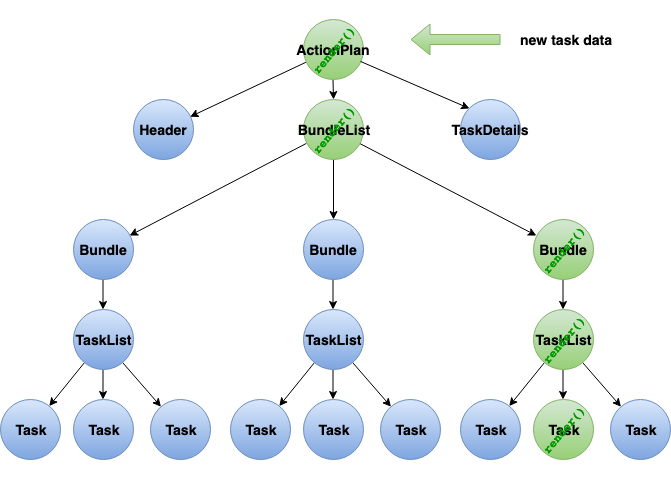 ActionPlan
render()
new task data
Header
BundleList
render()
TaskDetails
Bundle
Bundle
Bundle
render()
TaskList
TaskList
TaskList
render()
Task
Task
Task
Task
Task
Task
Task
Task
render()
Task